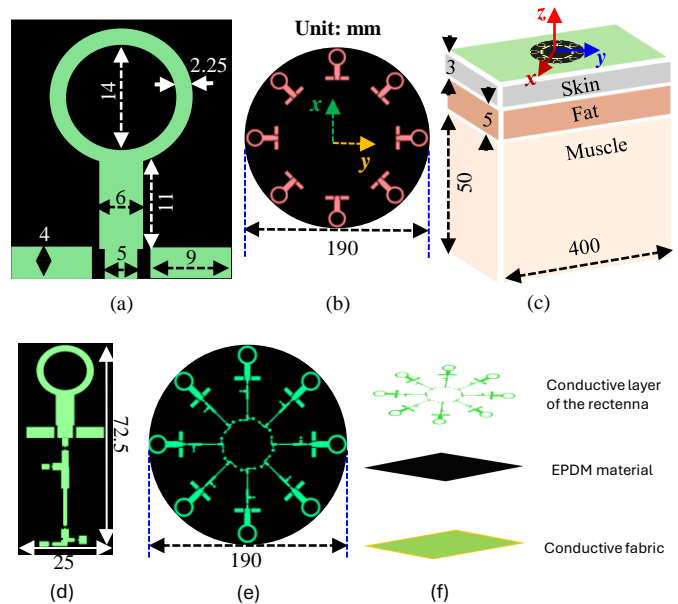 Unit: mm
14
2.25
6
11
4
5
9
(a)
x
y
190
(b)
z
x
y
3
Skin
5
Fat
Muscle
50
400
(c)
72.5
25
(d)
190
(e)
Conductive layer
of the rectenna
EPDM material
Conductive fabric
(f)